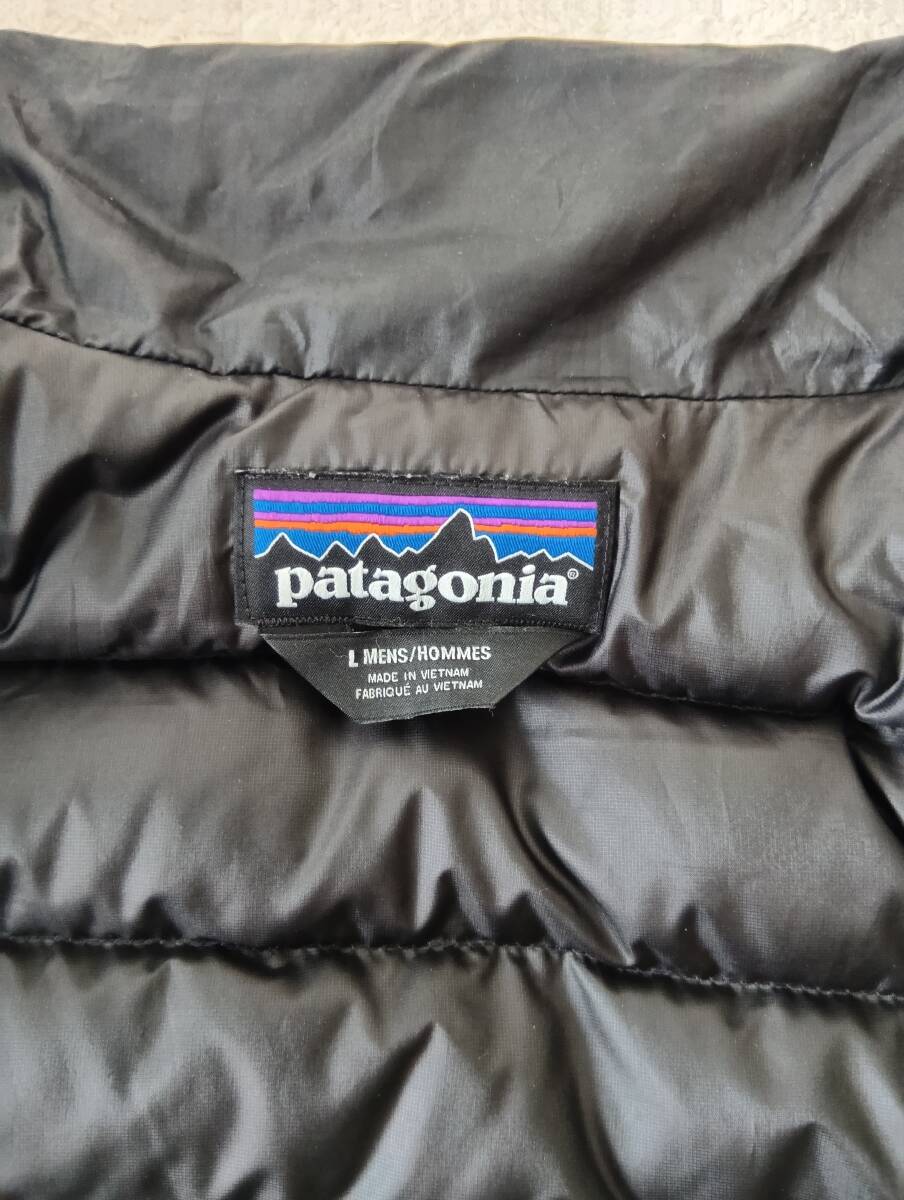 patagonia®
L MENS/HOMMES
MADE IN VIETNAM
FABRIQUÉ AU VIETNAM